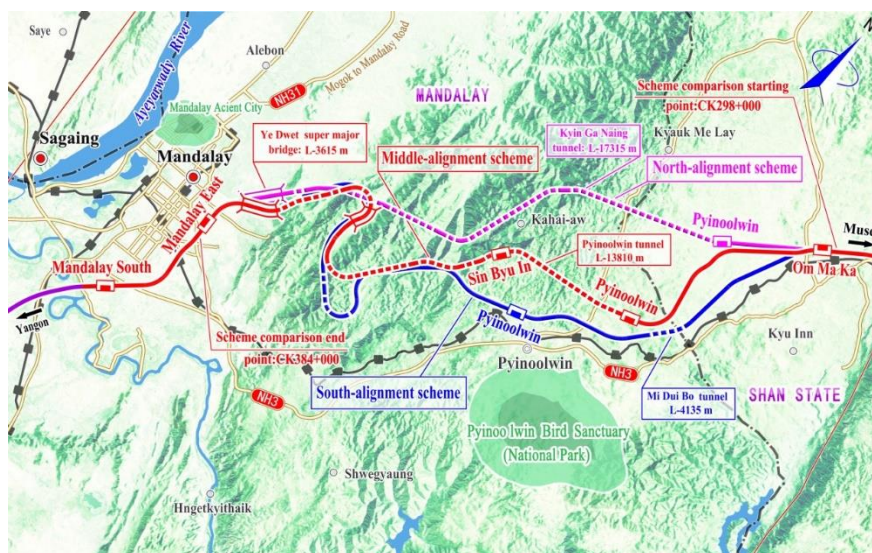 Saye
Alebon
Ayeyarwady River
Mogok to Mandalay Road
NH31
Mandalay Acient City
MANDALAY
N
Scheme comparison starting
point:CK298+000
Sagaing
Mandalay
Ye Dwet super major
bridge: L-3615 m
Middle-alignment scheme
Kyin Ga Naing
tunnel: L-17315 m
Kyauk Me Lay
North-alignment scheme
Mandalay East
Kahai-aw
Pyinoolwin
Muse
Mandalay South
Pyinoolwin tunnel
L-13810 m
Sin Byu In
Om Ma Ka
Yangon
Pyinoolwin
Scheme comparison end
point:CK384+000
Pyinoolwin
Pyinoolwin
Kyu Inn
NH3
South-alignment scheme
NH3
Mi Dui Bo tunnel
L-4135 m
SHAN STATE
Pyinoo lwin Bird Sanctuary
(National Park)
Shwegyaung
Hngetkyithaik